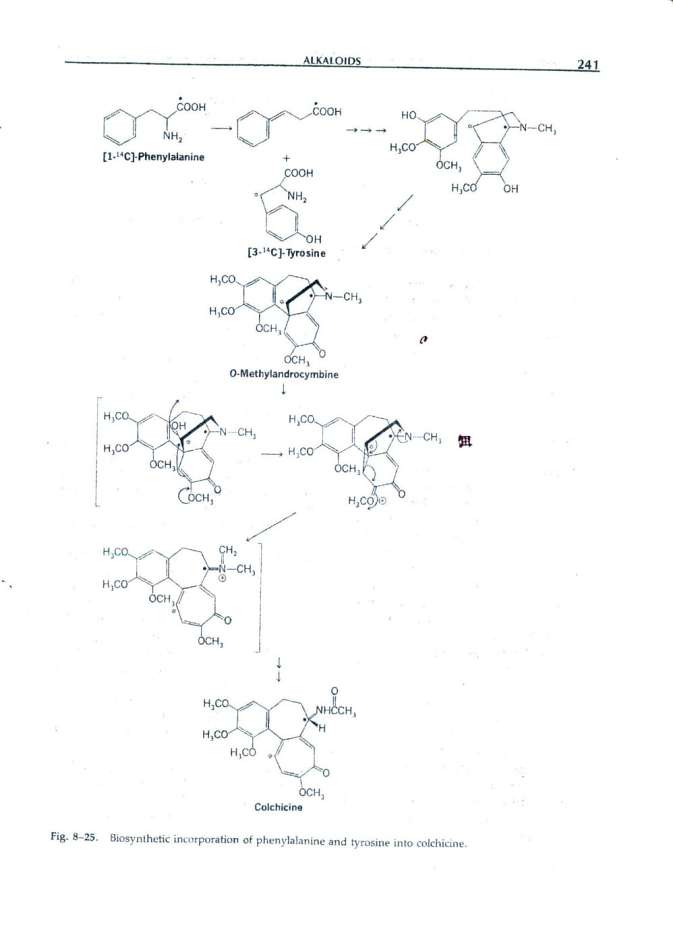 ALKALOIDS
241
COOH
NH₂
COOH
HO
N—CH₃
H₃CO
OCH₃
H₃CO
OH
[1-¹⁴C]-Phenylalanine
+
COOH
NH₂
OH
[3-¹⁴C]-Tyrosine
H₃CO
N—CH₃
H₃CO
OCH₃
O
OCH₃
O-Methylandrocymbine
H₃CO
OH
N—CH₃
H₃CO
OCH₃
O
OCH₃
H₃CO
N—CH₃
H₃CO
OCH₃
O
H₃CO
⊕
H₃CO
CH₂
N—CH₃
⊕
H₃CO
OCH₃
O
OCH₃
O
H₃CO
NHCCH₃
H
H₃CO
H₃CO
O
OCH₃
Colchicine
Fig. 8–25. Biosynthetic incorporation of phenylalanine and tyrosine into colchicine.